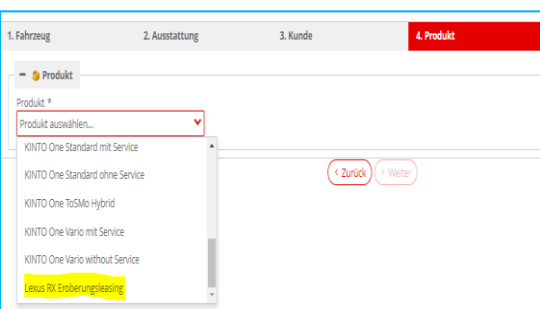 1. Fahrzeug 2. Ausstattung 3. Kunde 4. Produkt
Produkt
Produkt *
Produkt auswählen...
KINTO One Standard mit Service
KINTO One Standard ohne Service
KINTO One ToSMo Hybrid
KINTO One Vario mit Service
KINTO One Vario without Service
Lexus RX Eroberungsleasing
Zurück Weiter